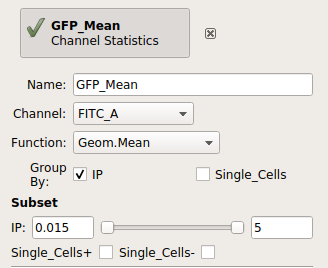 GFP_Mean
Channel Statistics
Name: GFP_Mean
Channel: FITC_A
Function: Geom.Mean
Group By: IP Single_Cells
Subset
IP: 0.015 5
Single_Cells+ Single_Cells-